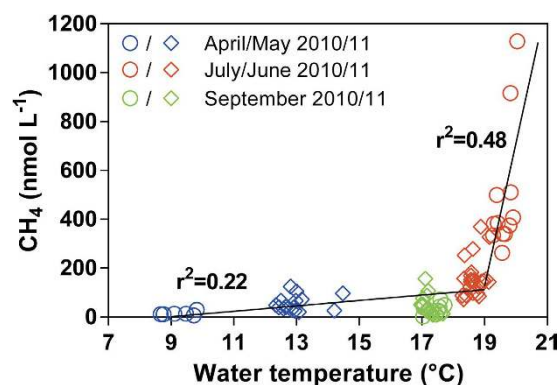 1200
1000
800
600
400
200
0
CH₄ (nmol L⁻¹)
/ April/May 2010/11
/ July/June 2010/11
/ September 2010/11
r²=0.48
r²=0.22
7 9 11 13 15 17 19 21
Water temperature (°C)